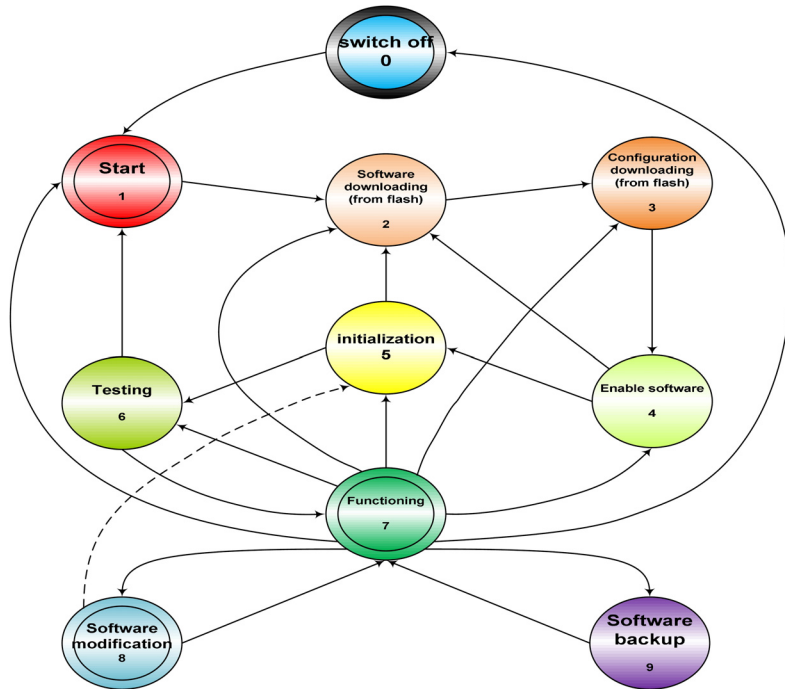 switch off
0
Start
1
Software
downloading
(from flash)
2
Configuration
downloading
(from flash)
3
initialization
5
Testing
6
Enable software
4
Functioning
7
Software
modification
8
Software
backup
9